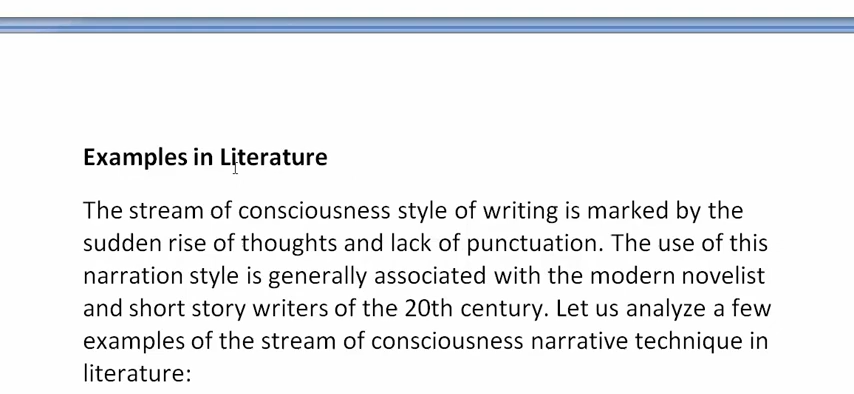 Examples in Literature
The stream of consciousness style of writing is marked by the
sudden rise of thoughts and lack of punctuation. The use of this
narration style is generally associated with the modern novelist
and short story writers of the 20th century. Let us analyze a few
examples of the stream of consciousness narrative technique in
literature: